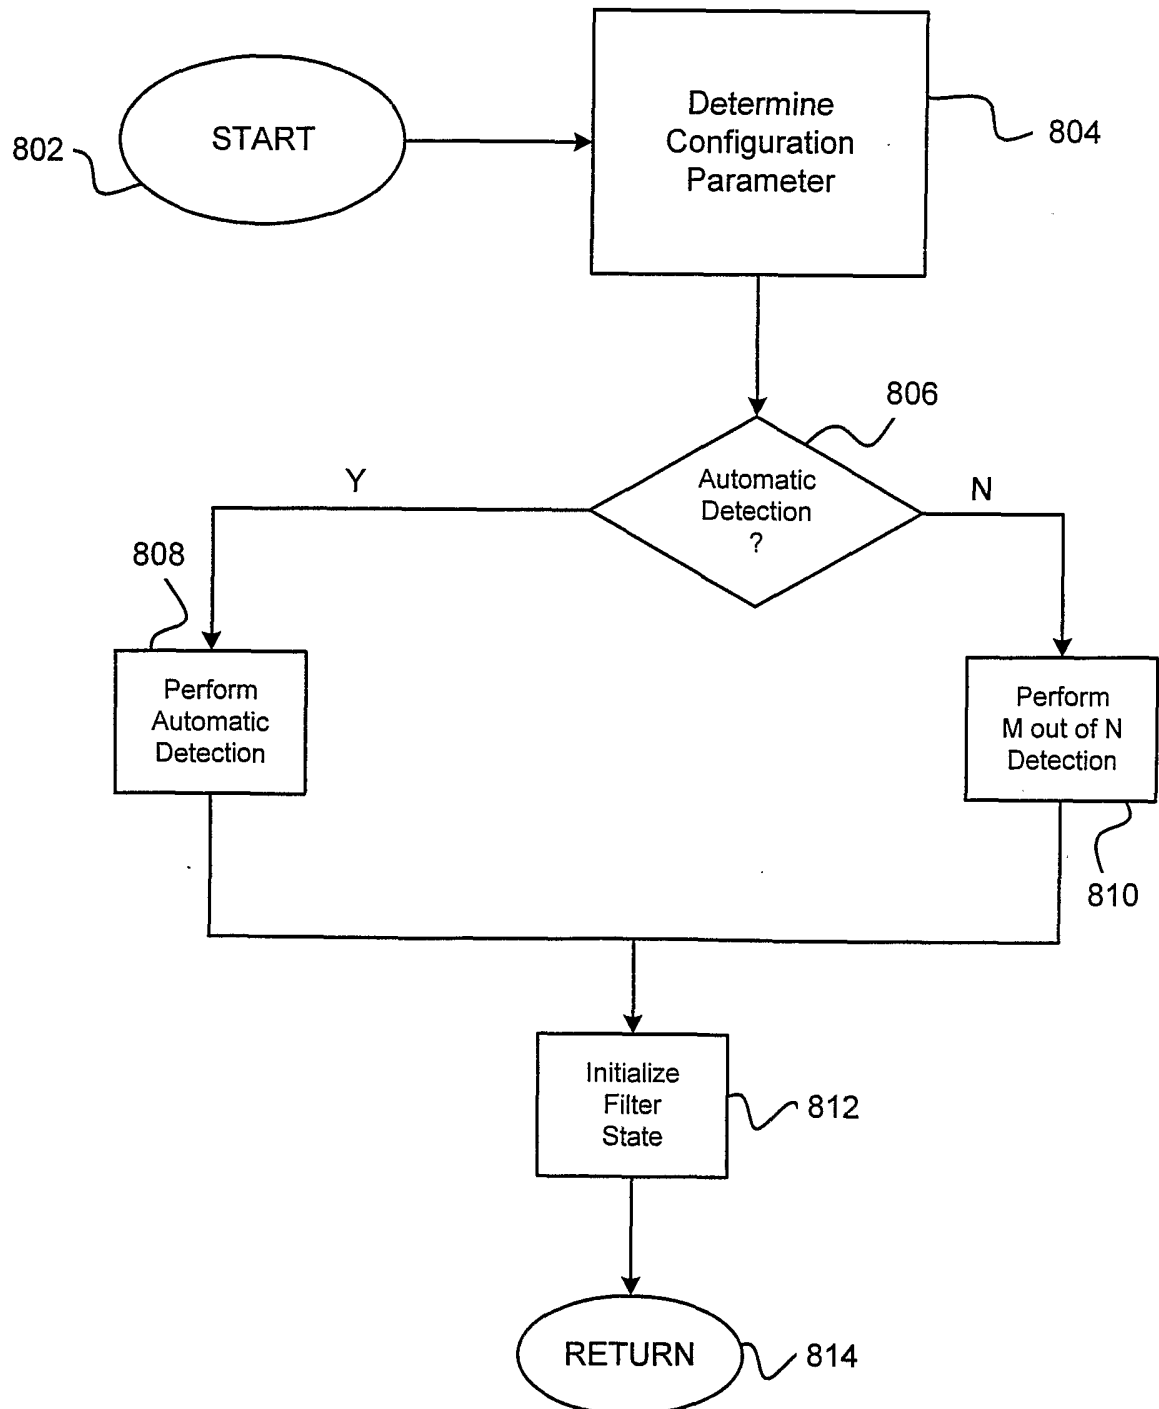 START
802
Determine
Configuration
Parameter
804
806
Automatic
Detection
?
Y
N
808
Perform
Automatic
Detection
Perform
M out of N
Detection
810
Initialize
Filter
State
812
RETURN
814